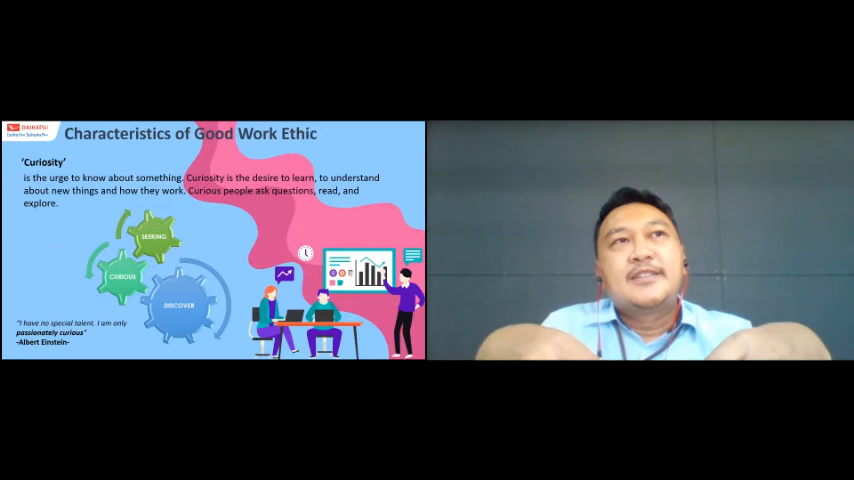 DAIHATSU
Characteristics of Good Work Ethic
'Curiosity'
is the urge to know about something. Curiosity is the desire to learn, to understand
about new things and how they work. Curious people ask questions, read, and
explore.
SEEKING
CURIOUS
DISCOVER
"I have no special talent. I am only
passionately curious"
-Albert Einstein-